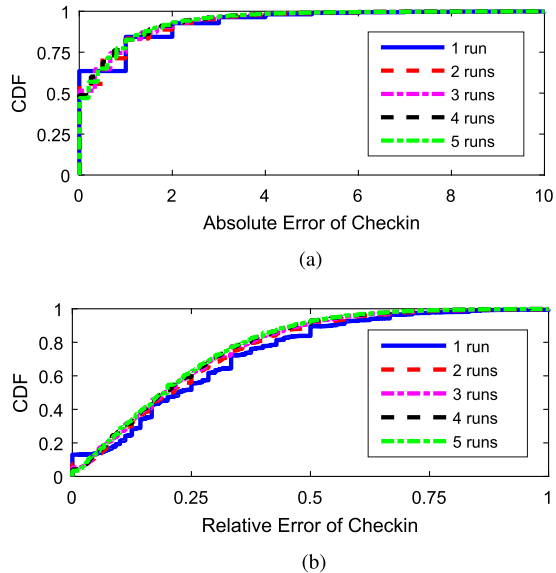 1
0.75
0.5
0.25
0
CDF
1 run
2 runs
3 runs
4 runs
5 runs
0 2 4 6 8 10
Absolute Error of Checkin
(a)
1
0.8
0.6
0.4
0.2
0
CDF
1 run
2 runs
3 runs
4 runs
5 runs
0 0.25 0.5 0.75 1
Relative Error of Checkin
(b)